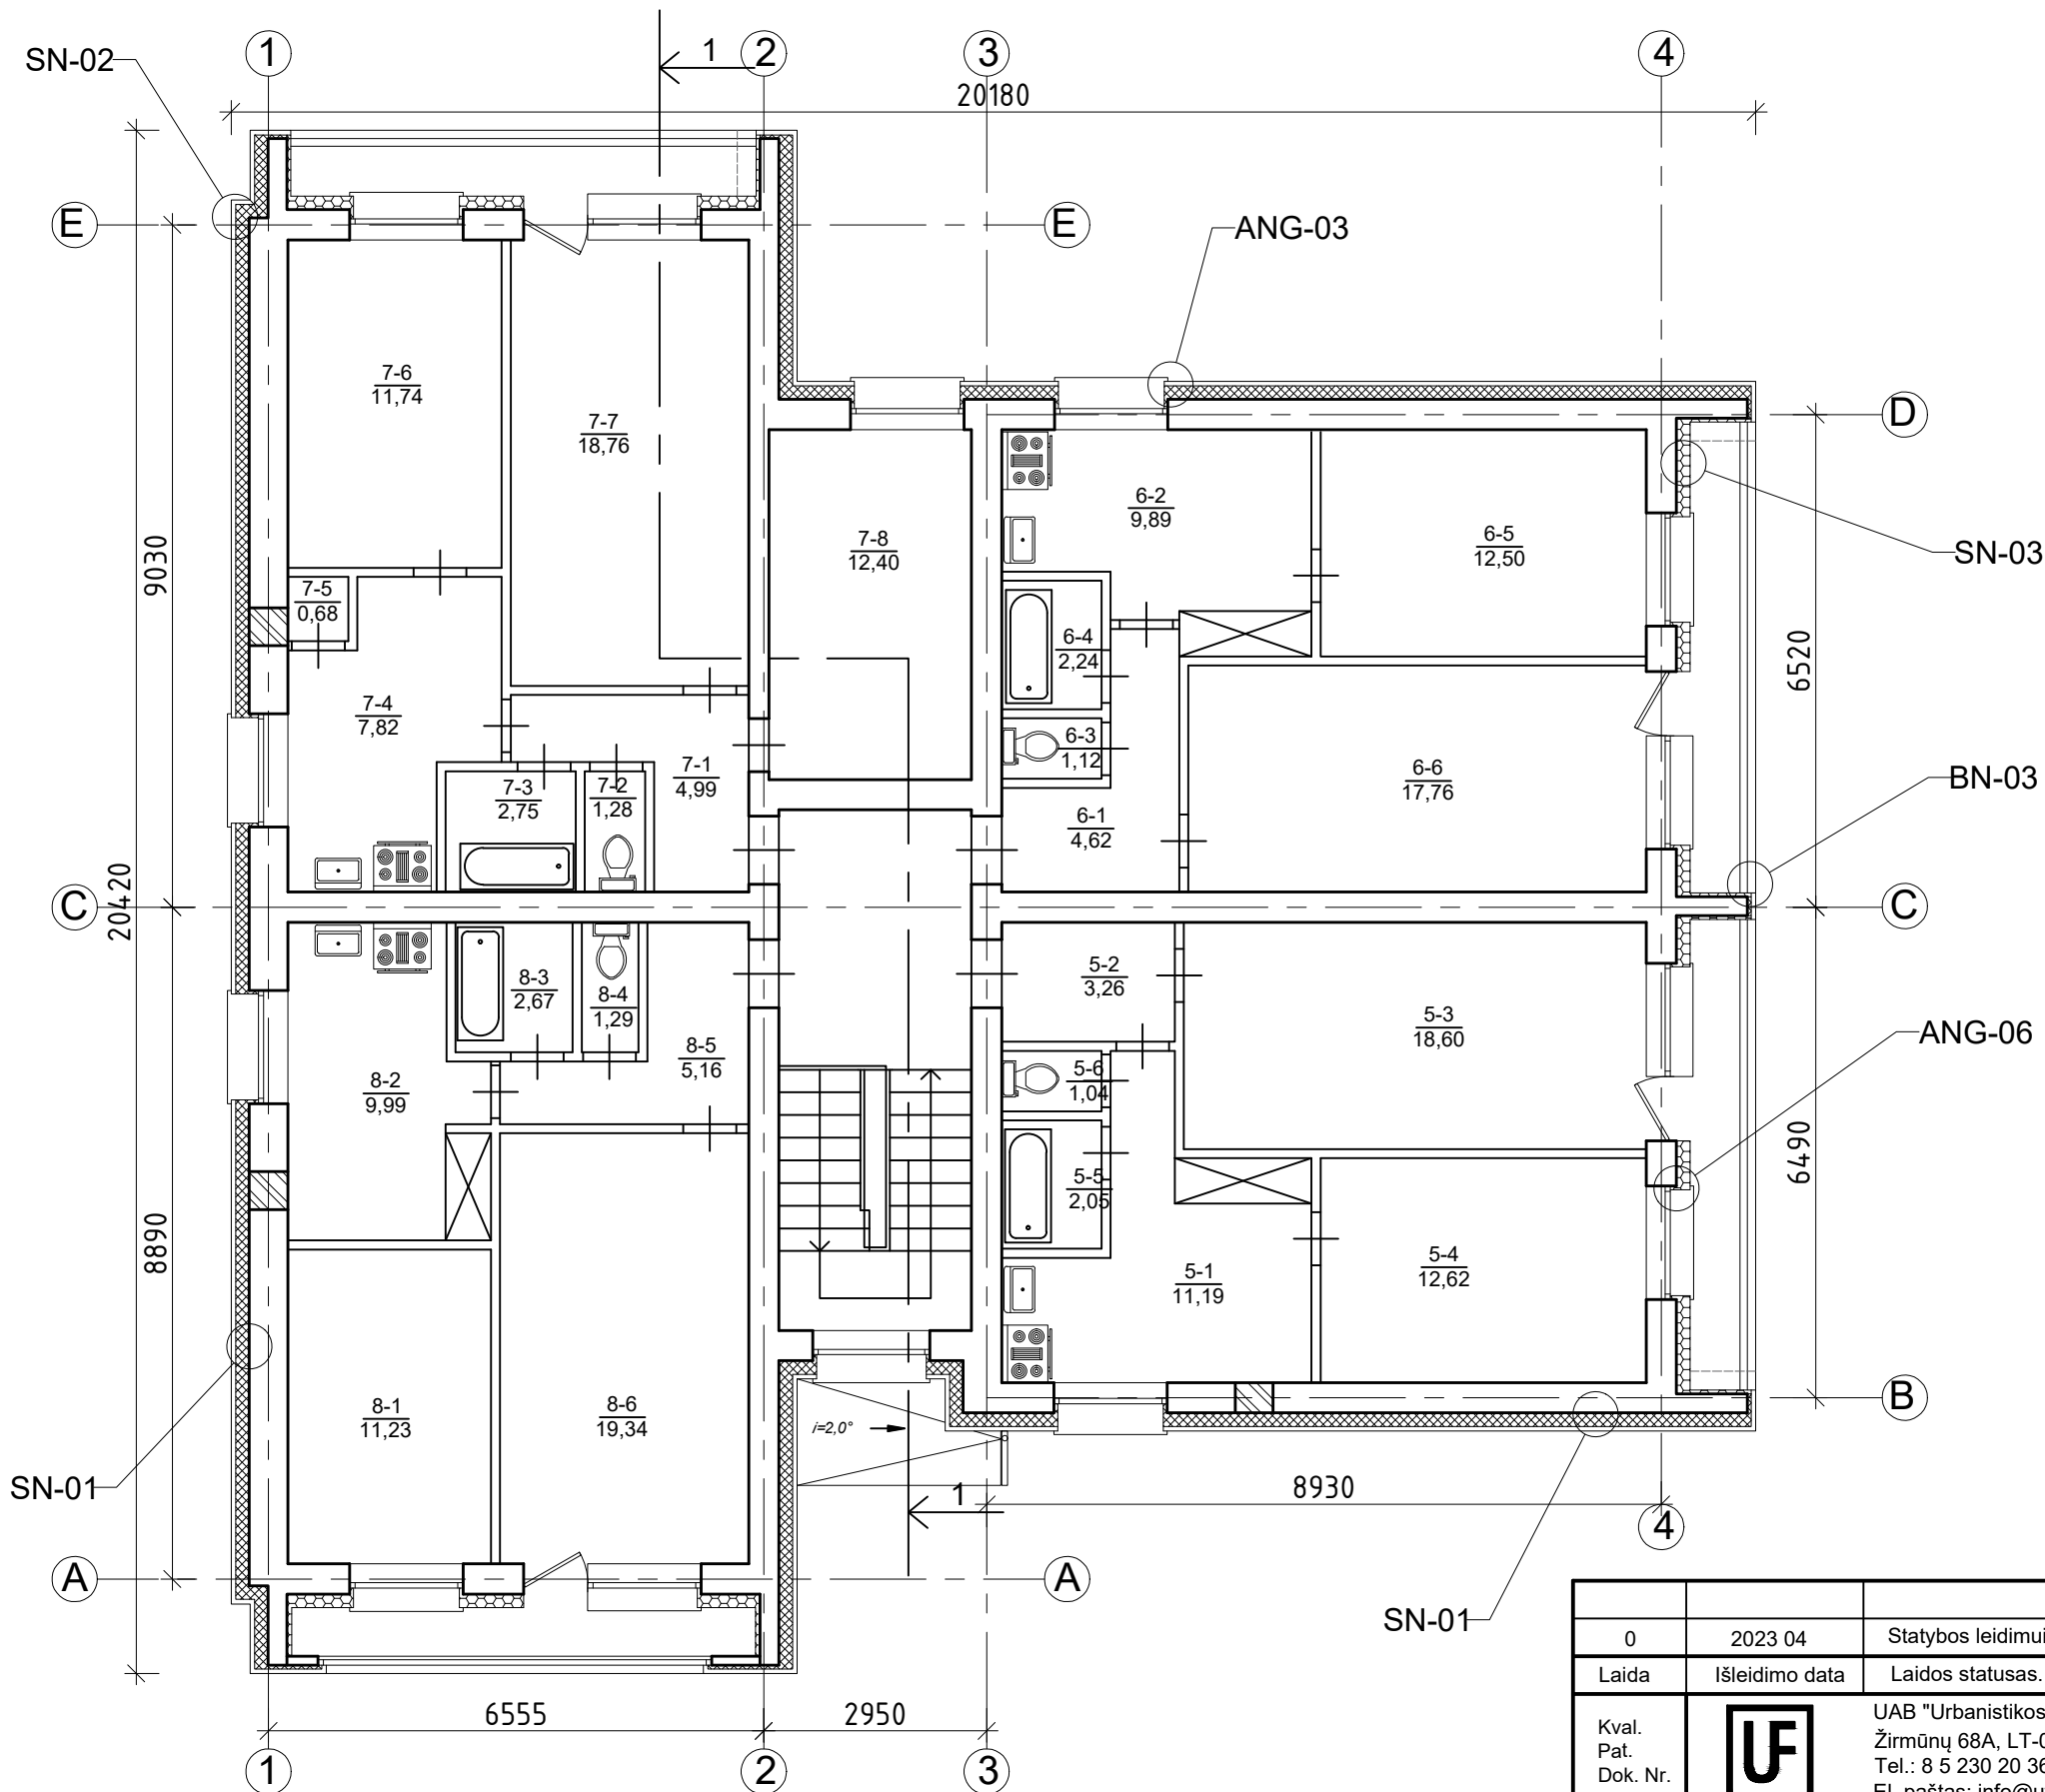 SN-02
1
1
2
3
4
20180
E
E
ANG-03
7-6
11,74
7-7
18,76
D
6-2
9,89
6-5
12,50
7-8
12,40
SN-03
9030
7-5
0,68
6-4
2,24
6520
7-4
7,82
6-3
1,12
7-1
4,99
7-3
2,75
7-2
1,28
6-6
17,76
BN-03
6-1
4,62
20420
C
C
8-3
2,67
8-4
1,29
5-2
3,26
5-3
18,60
ANG-06
8-5
5,16
8-2
9,99
5-6
1,04
6490
5-5
2,05
8890
5-4
12,62
5-1
11,19
8-1
11,23
8-6
19,34
i=2,0°
B
SN-01
1
8930
4
A
A
SN-01
6555
2950
1
2
3
0
2023 04
Statybos leidimui
Laida
Išleidimo data
Laidos statusas.
Kval.
Pat.
Dok. Nr.
UF
UAB "Urbanistikos
Žirmūnų 68A, LT-0
Tel.: 8 5 230 20 36